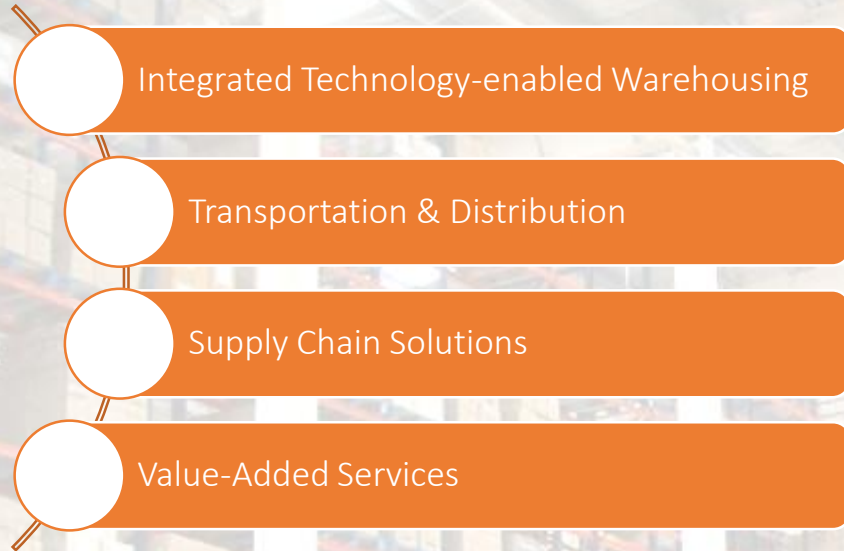 Integrated Technology-enabled Warehousing
Transportation & Distribution
Supply Chain Solutions
Value-Added Services